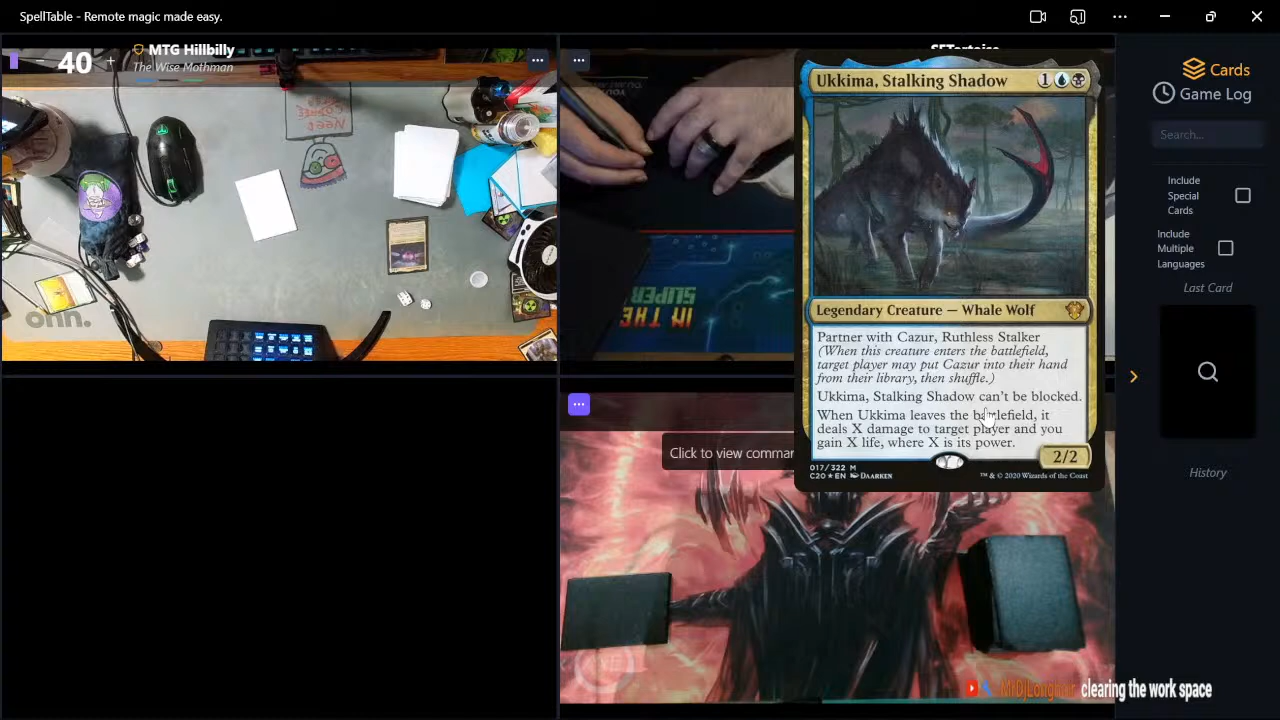 SpellTable - Remote magic made easy.
40
MTG Hillbilly
The Wise Mothman
NEED
onn.
IN THE
SUPER
Ukkima, Stalking Shadow
1
Legendary Creature — Whale Wolf
Partner with Cazur, Ruthless Stalker
(When this creature enters the battlefield,
target player may put Cazur into their hand
from their library, then shuffle.)
Ukkima, Stalking Shadow can't be blocked.
When Ukkima leaves the battlefield, it
deals X damage to target player and you
gain X life, where X is its power.
2/2
017/322 M
C20 ★ EN DAARKEN
™ & © 2020 Wizards of the Coast
Click to view comman
Cards
Game Log
Search...
Include
Special
Cards
Include
Multiple
Languages
Last Card
History
clearing the work space